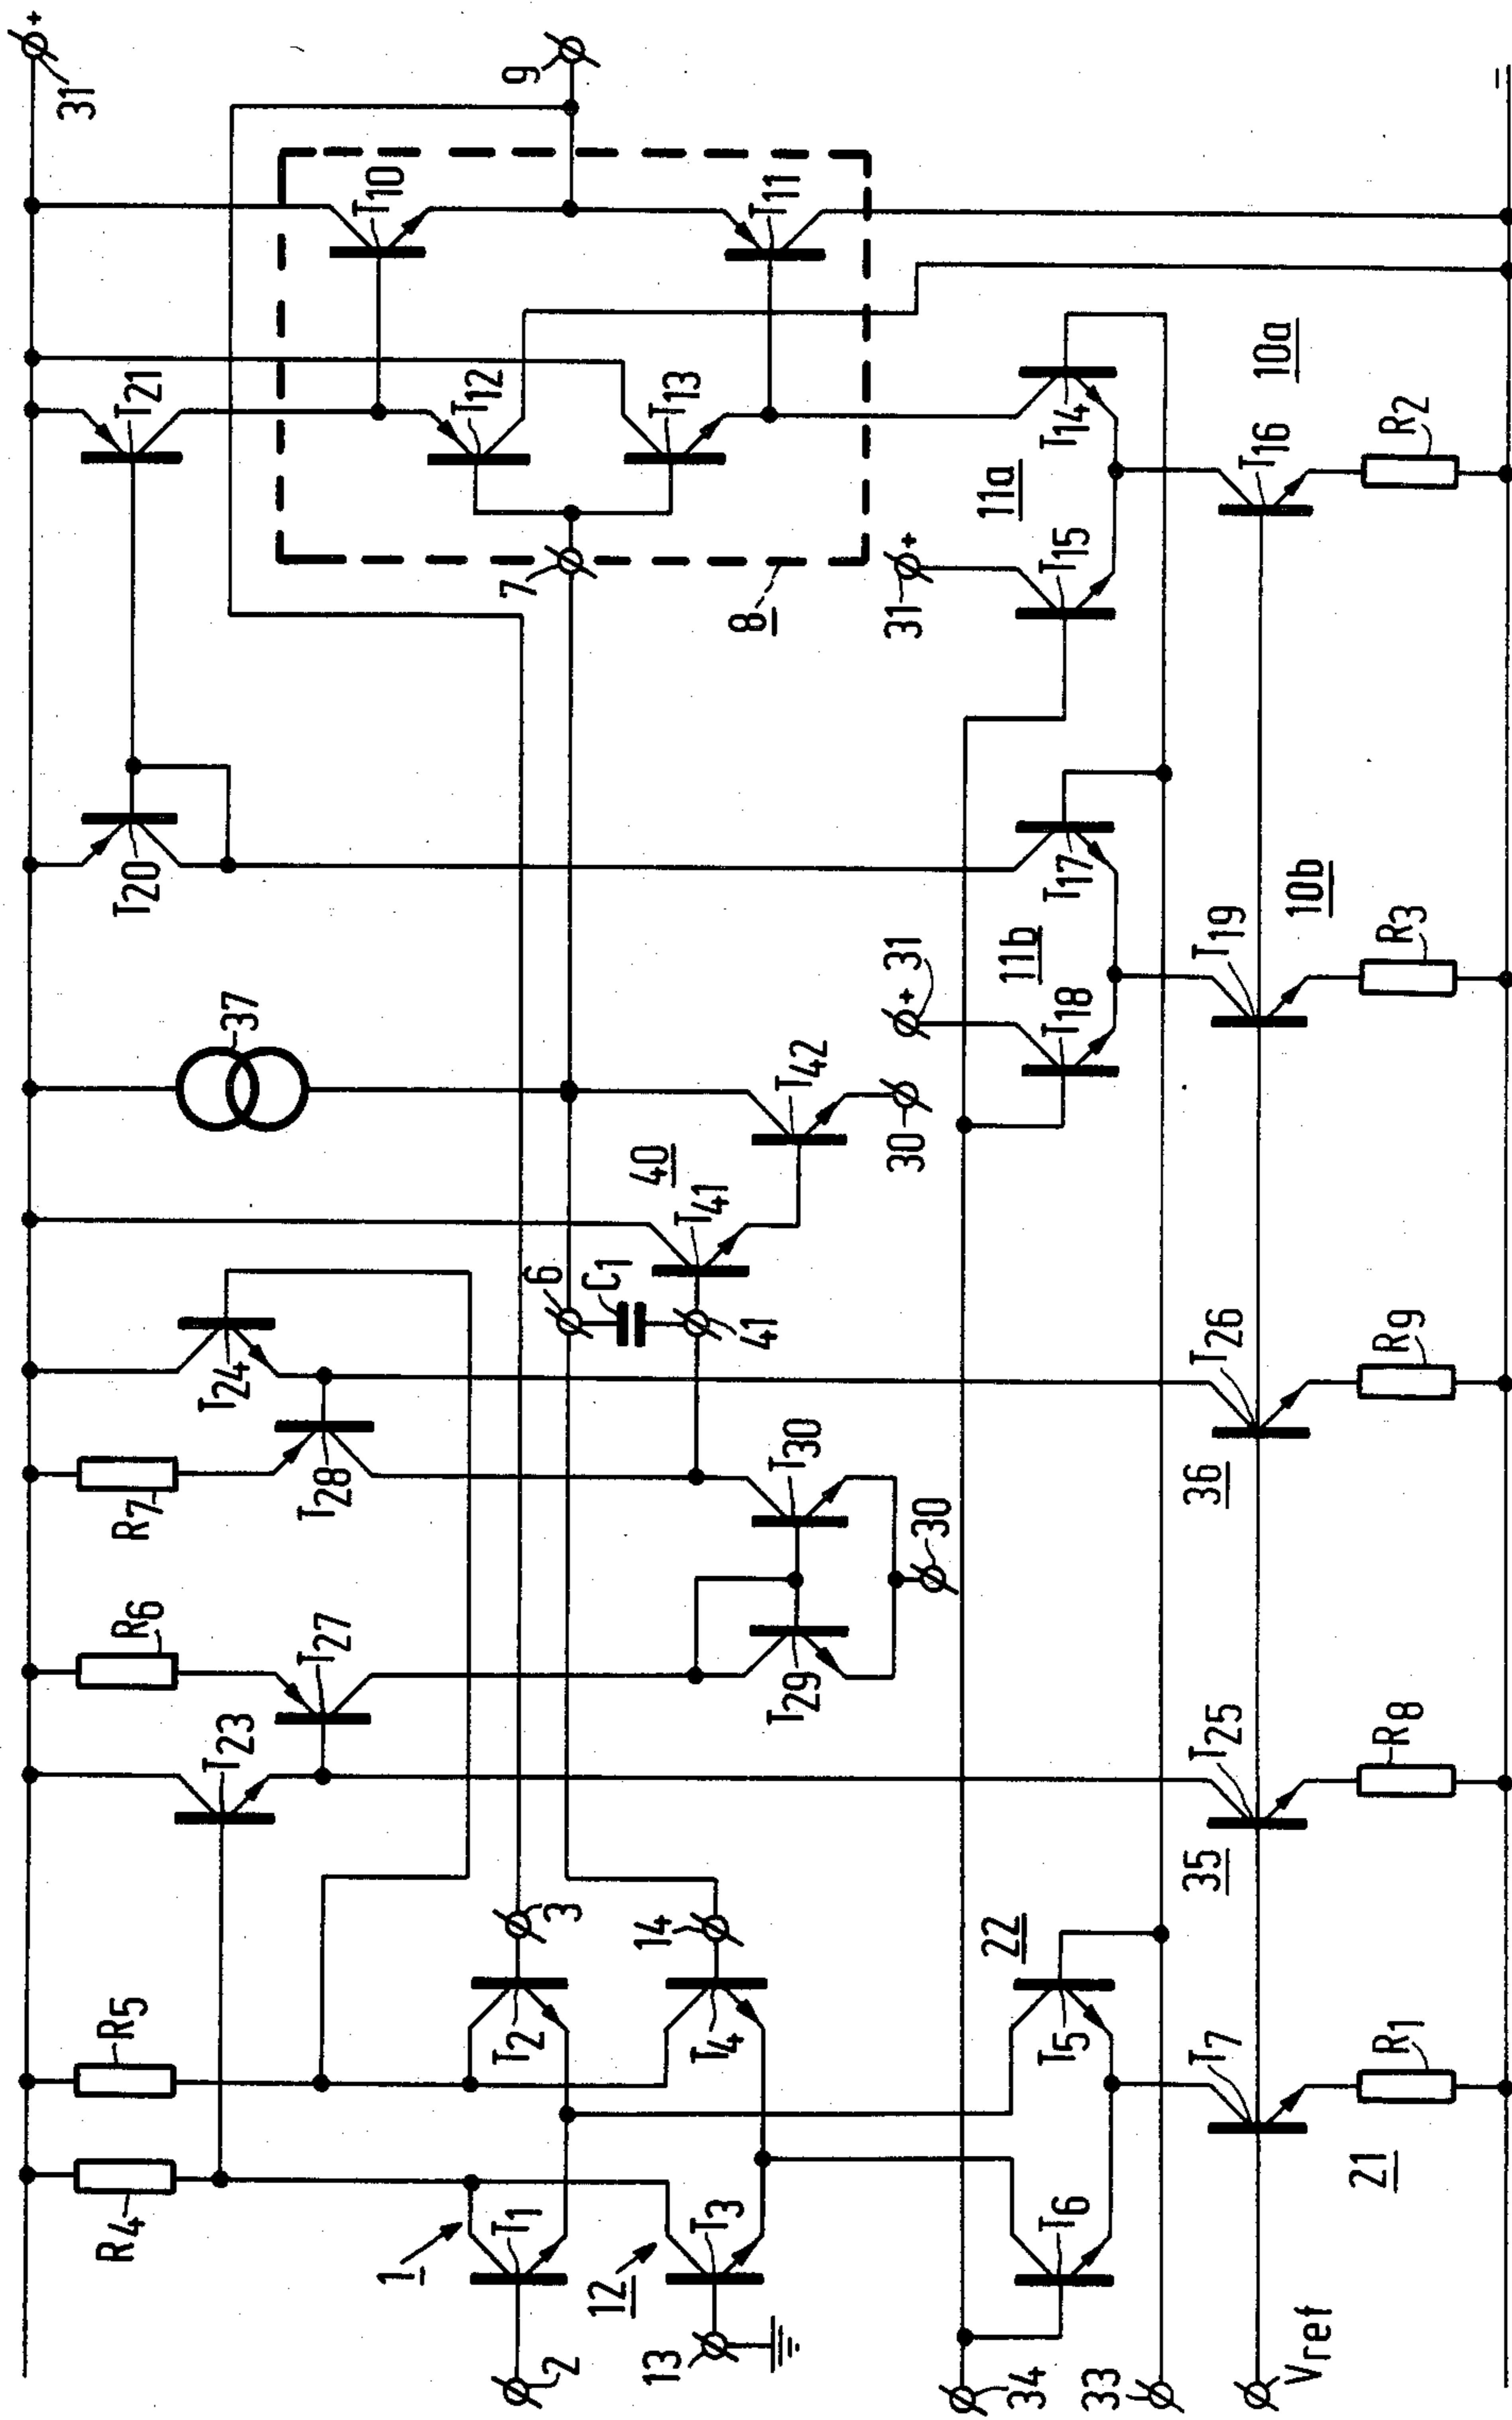 31 +
9
T10
T11
T21
T12
T13
7
8
T14
10a
11a
T15
31 +
T16
R2
T20
T17
11b
10b
T18
T19
R3
+ 31
37
T42
30
40
T41
6
C1
41
T24
T26
R9
36
R7
T28
T30
30
R6
T27
T29
T23
T25
R8
35
3
14
22
R5
T2
T4
T5
T7
R1
21
R4
1
T1
12
T3
T6
2
13
34
33
Vref